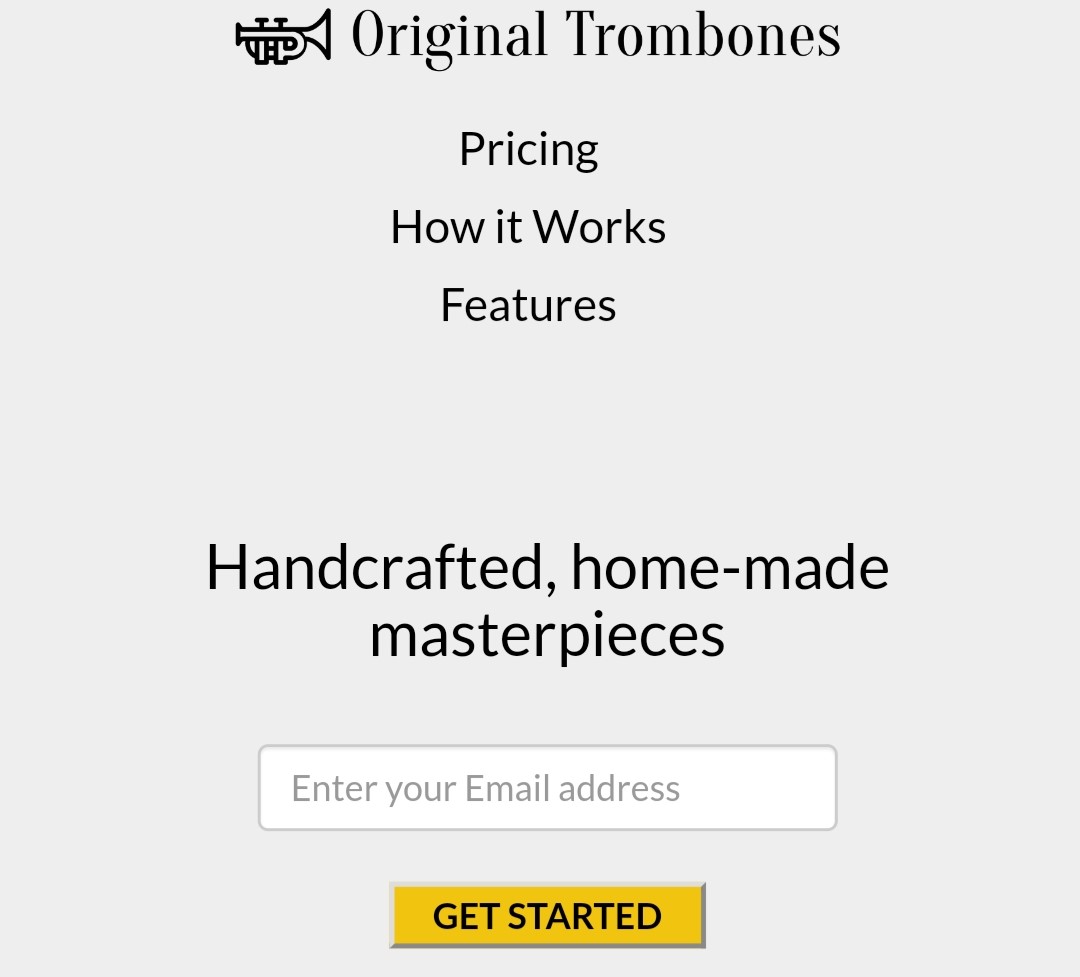 Original Trombones
Pricing
How it Works
Features
Handcrafted, home-made
masterpieces
Enter your Email address
GET STARTED